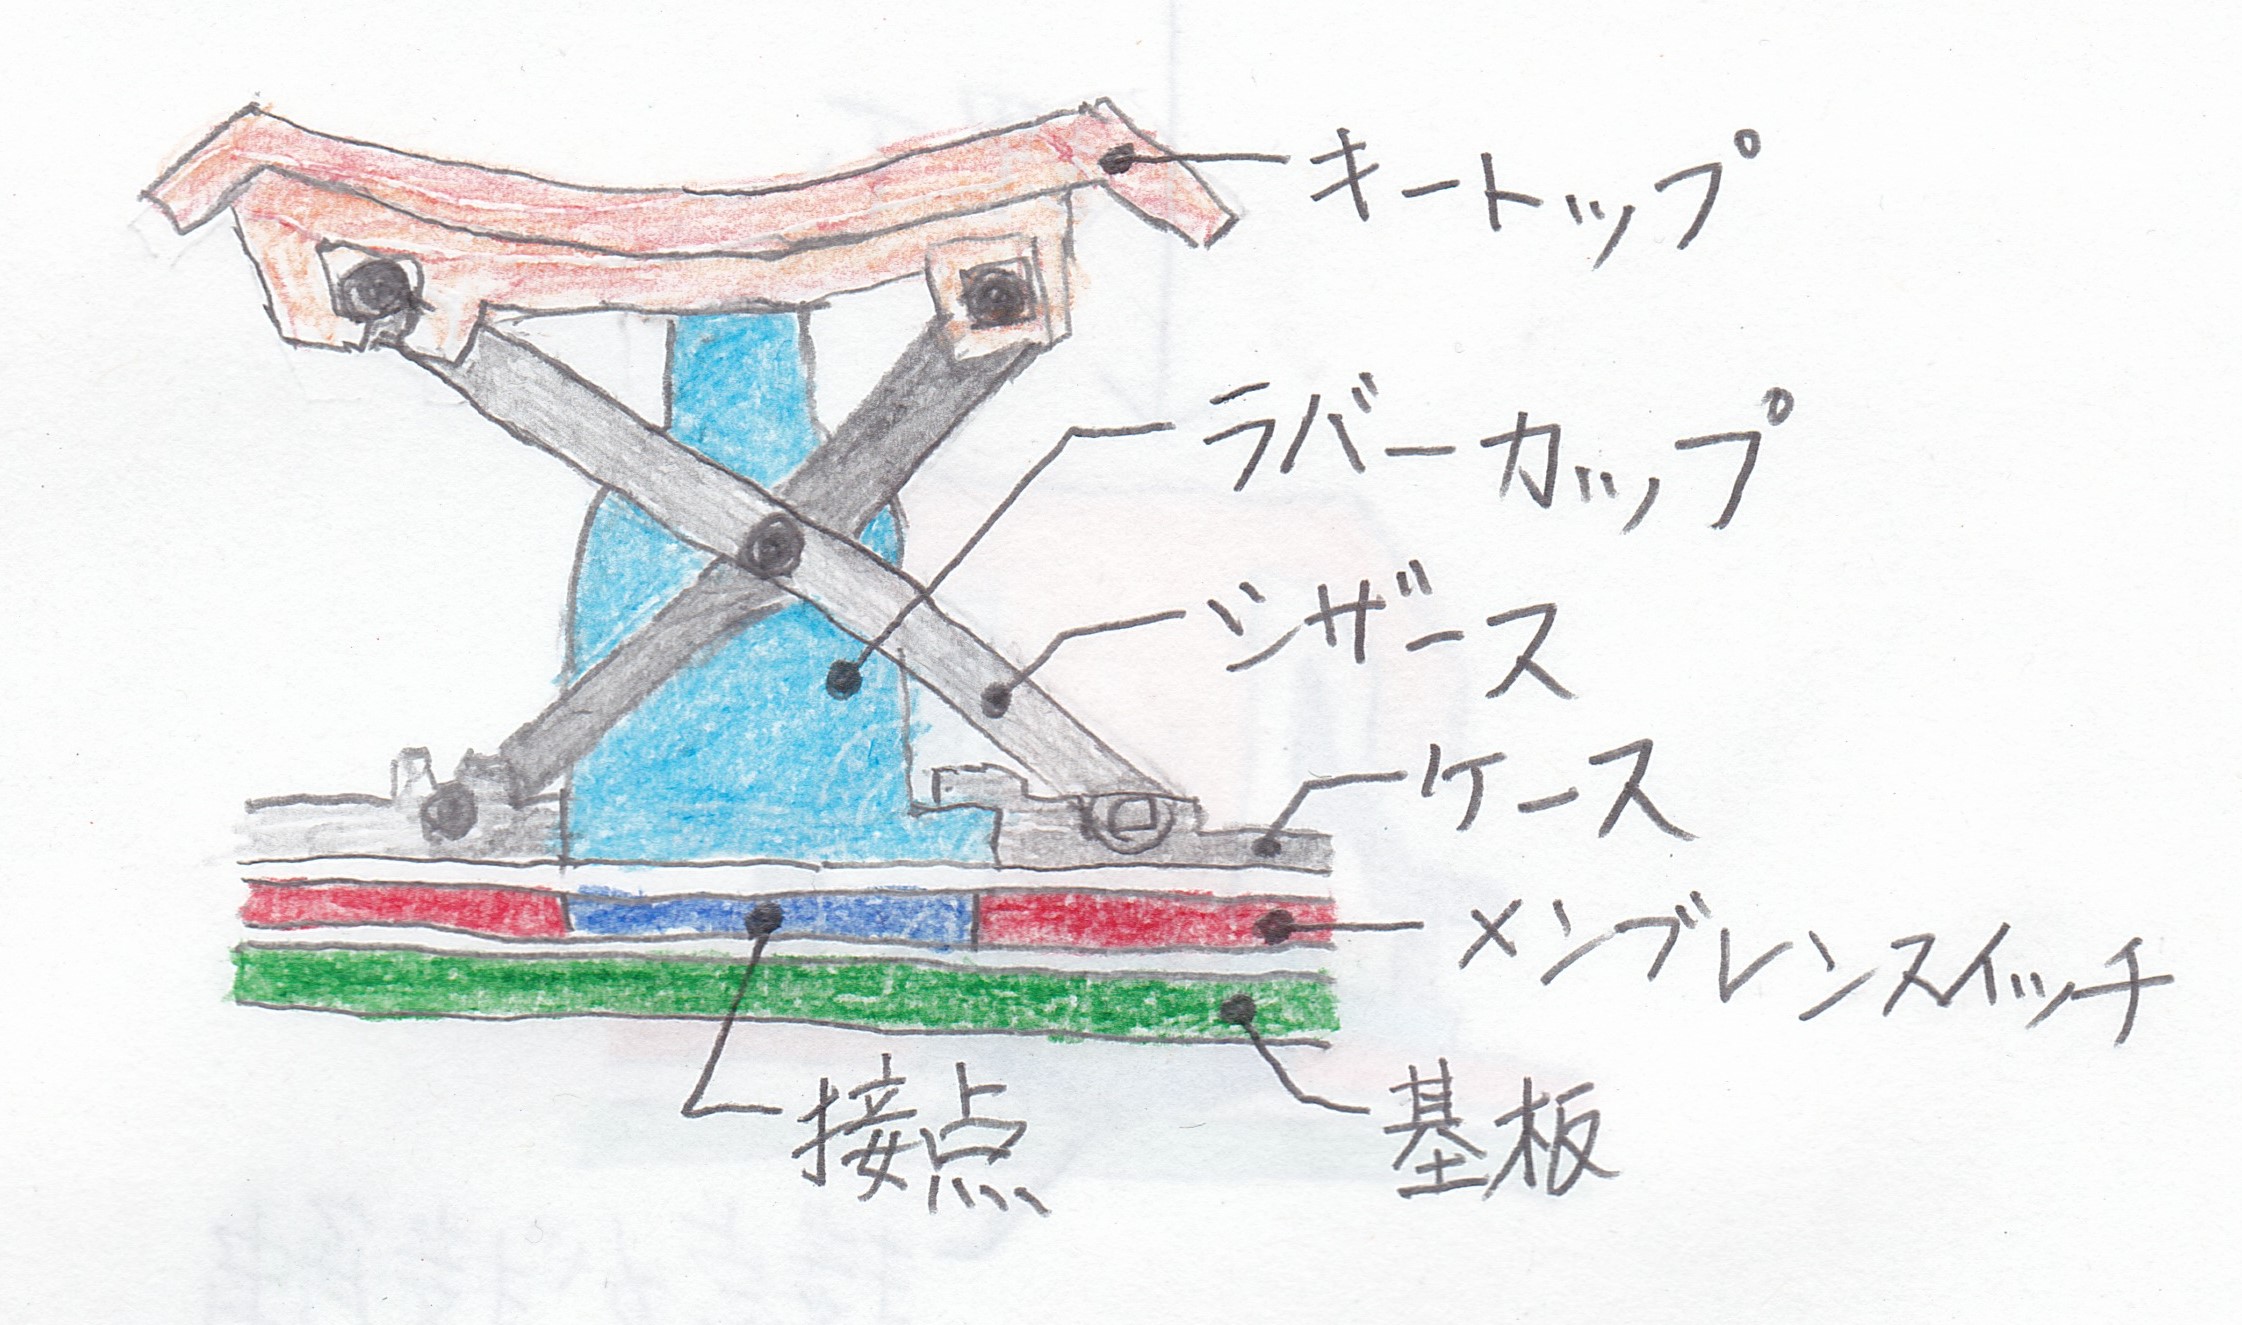 キートップ
ラバーカップ
シザース
ケース
メンブレンスイッチ
接点
基板